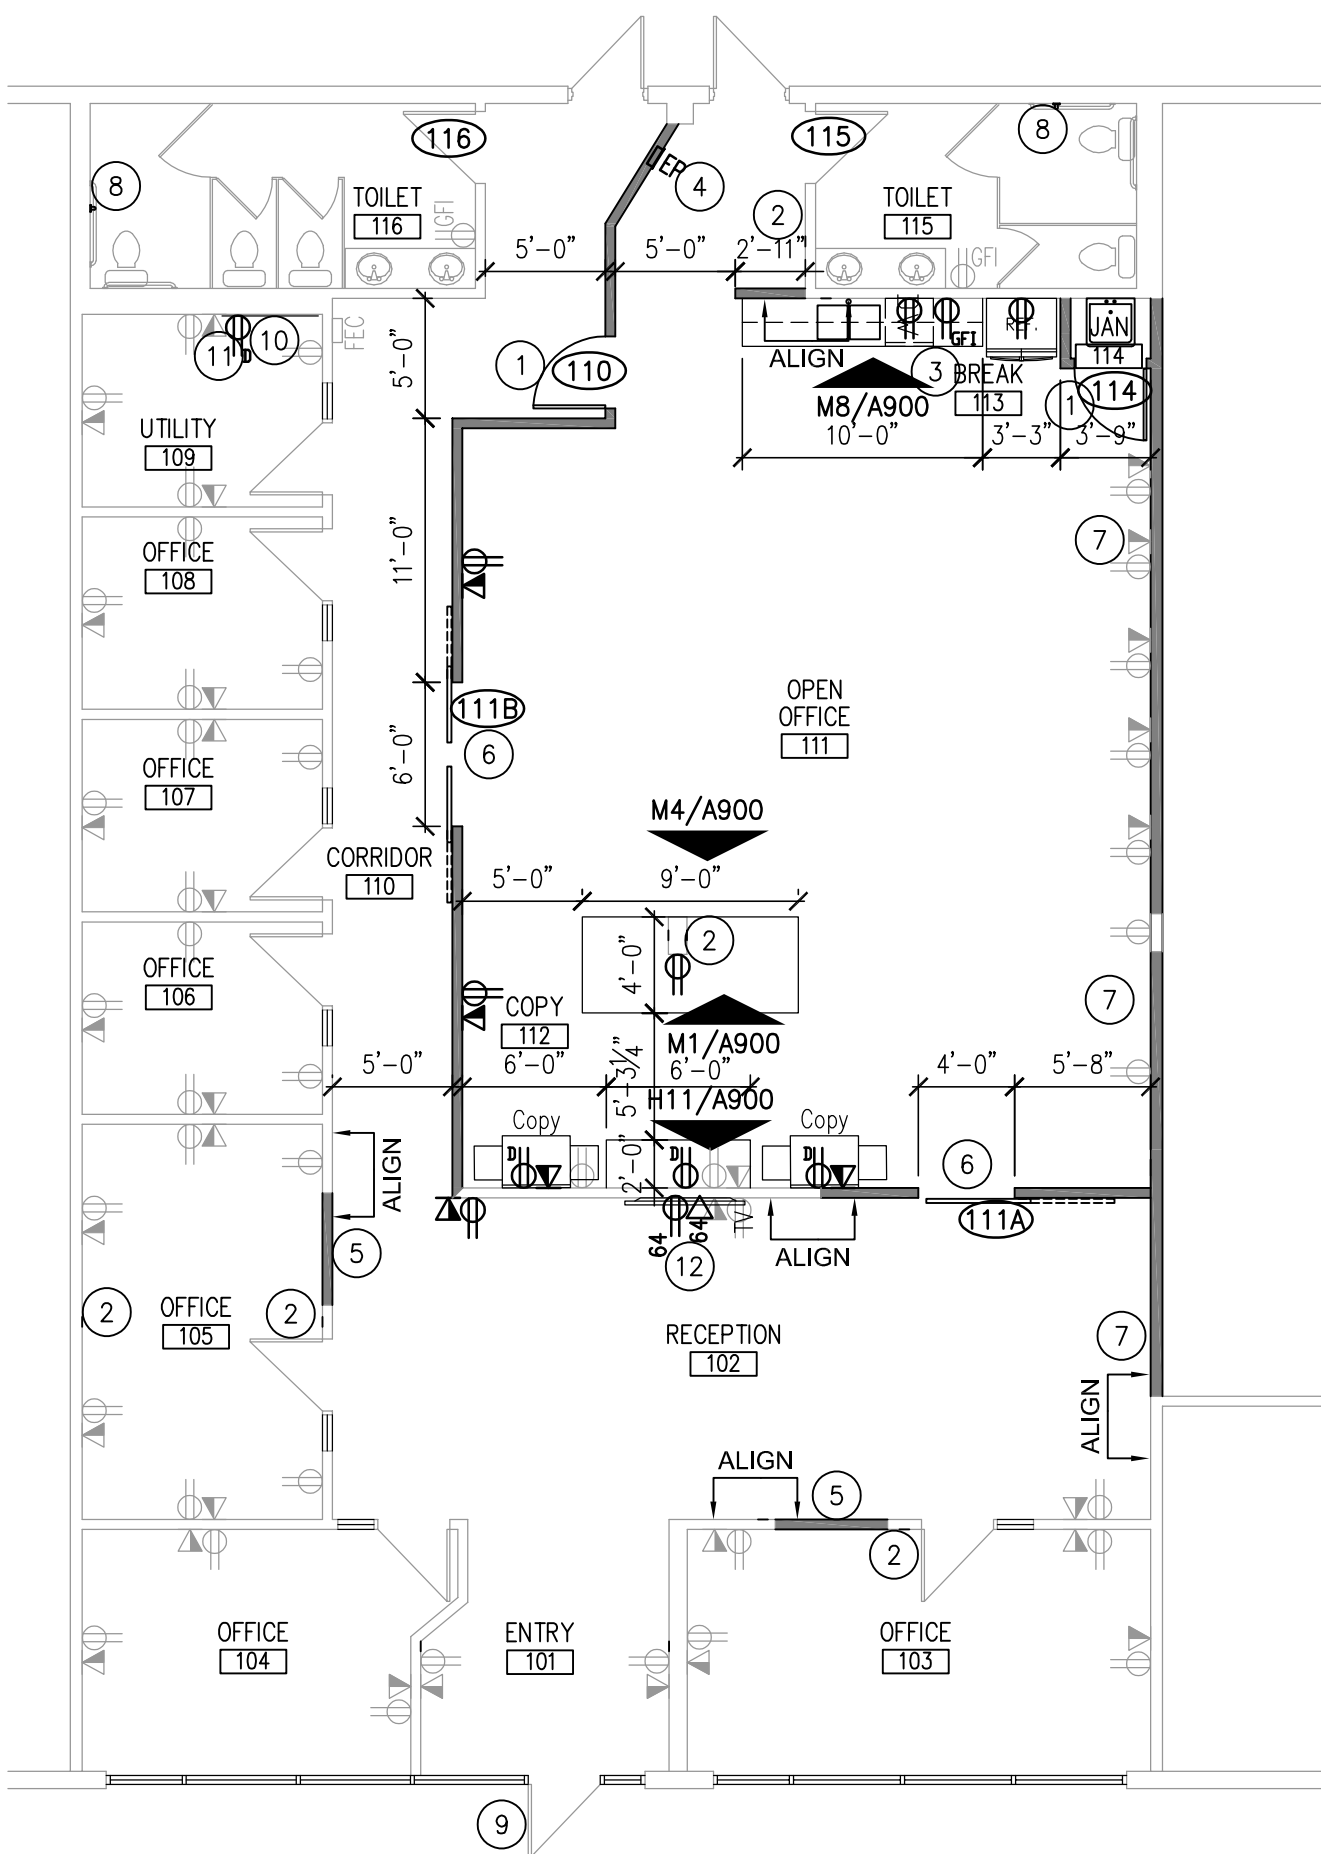 116
115
8
8
EP
4
TOILET
116
GFI
2
TOILET
115
5'-0"
5'-0"
2'-11"
GFI
11
10
FEC
5'-0"
1
110
ALIGN
GFI
REF.
JAN
114
3
BREAK
113
1
114
M8/A900
10'-0"
3'-3"
3'-9"
UTILITY
109
11'-0"
7
OFFICE
108
111B
6
6'-0"
OPEN
OFFICE
111
OFFICE
107
M4/A900
CORRIDOR
110
5'-0"
9'-0"
2
4'-0"
OFFICE
106
COPY
112
7
M1/A900
5'-0"
6'-0"
5'-3¼"
6'-0"
4'-0"
5'-8"
H11/A900
Copy
Copy
ALIGN
D
D
D
2'-0"
6
111A
64
64
TV
12
ALIGN
5
2
OFFICE
105
2
RECEPTION
102
7
ALIGN
ALIGN
5
2
OFFICE
104
ENTRY
101
OFFICE
103
9